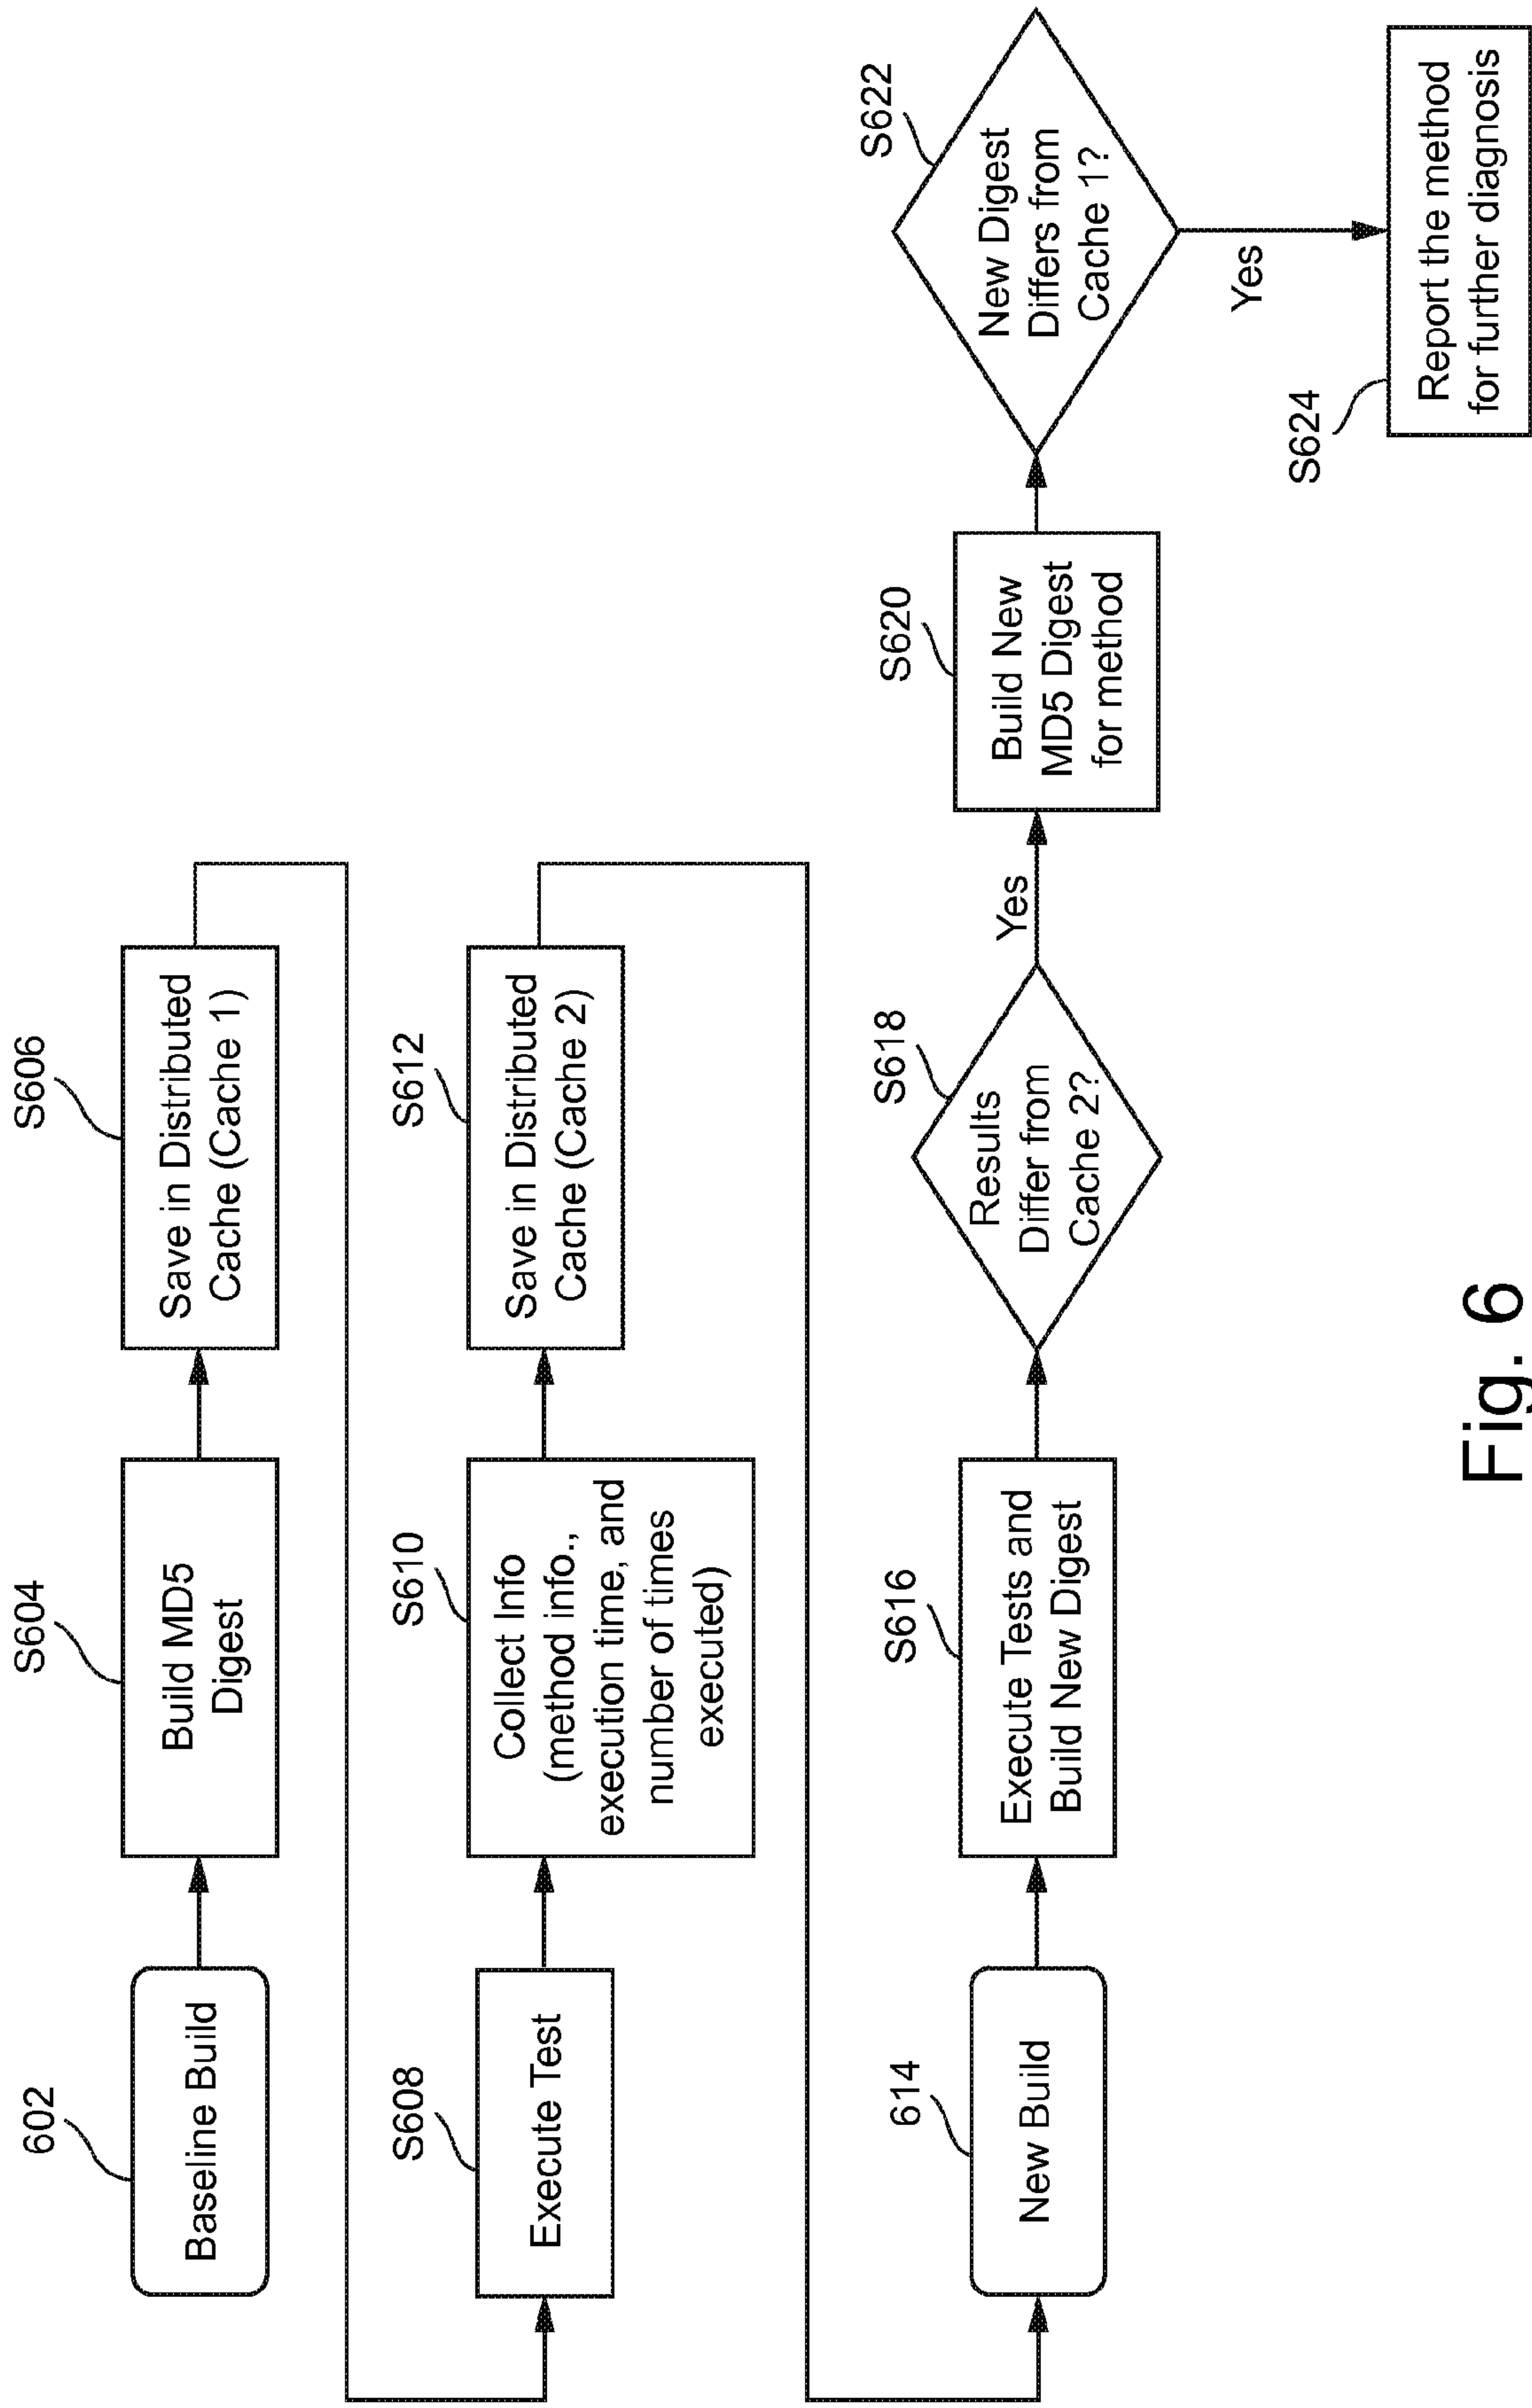 602
Baseline Build
S604
Build MD5
Digest
S606
Save in Distributed
Cache (Cache 1)
S608
Execute Test
S610
Collect Info
(method info.,
execution time, and
number of times
executed)
S612
Save in Distributed
Cache (Cache 2)
614
New Build
S616
Execute Tests and
Build New Digest
S618
Results
Differ from
Cache 2?
Yes
S620
Build New
MD5 Digest
for method
S622
New Digest
Differs from
Cache 1?
Yes
S624
Report the method
for further diagnosis
Fig. 6